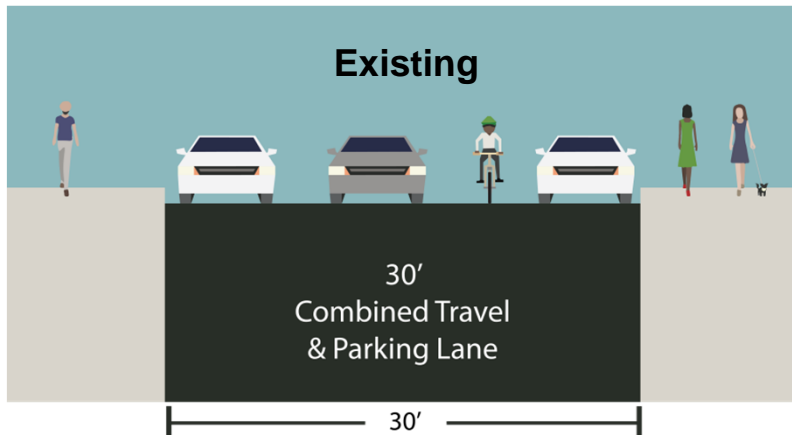 Existing
30′
Combined Travel
& Parking Lane
30′